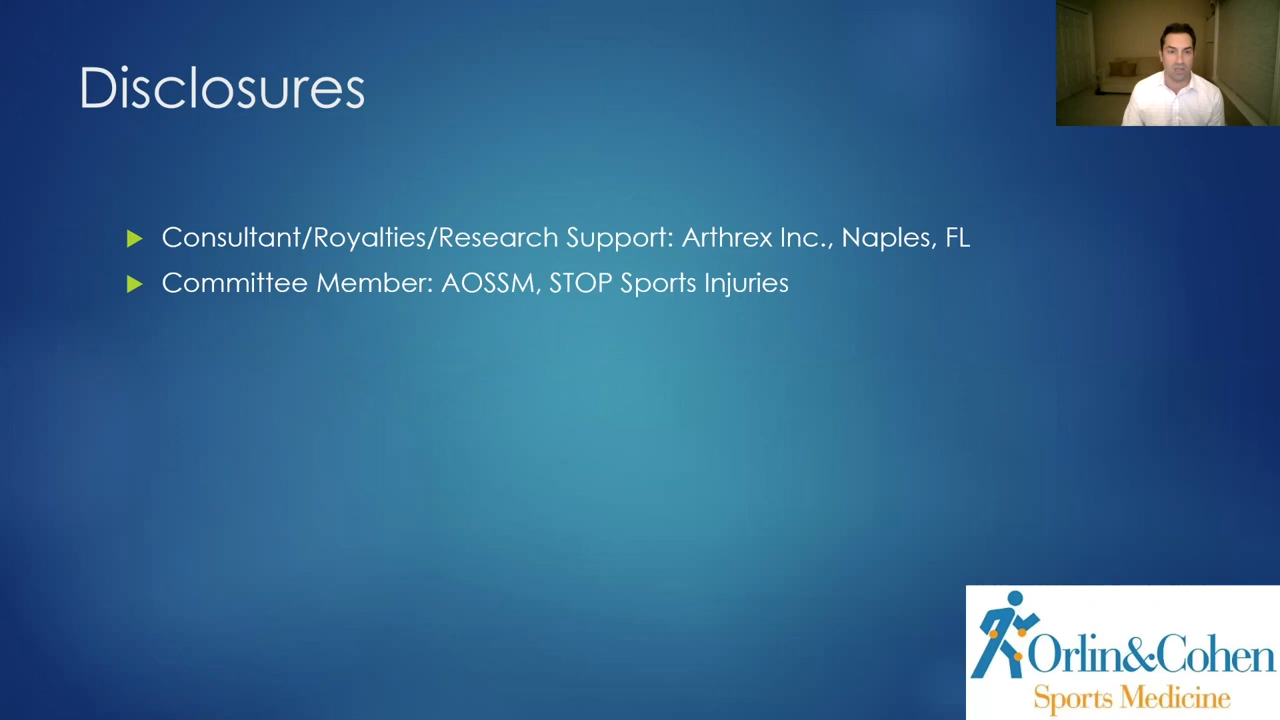 Disclosures
Consultant/Royalties/Research Support: Arthrex Inc., Naples, FL
Committee Member: AOSSM, STOP Sports Injuries
Orlin&Cohen
Sports Medicine